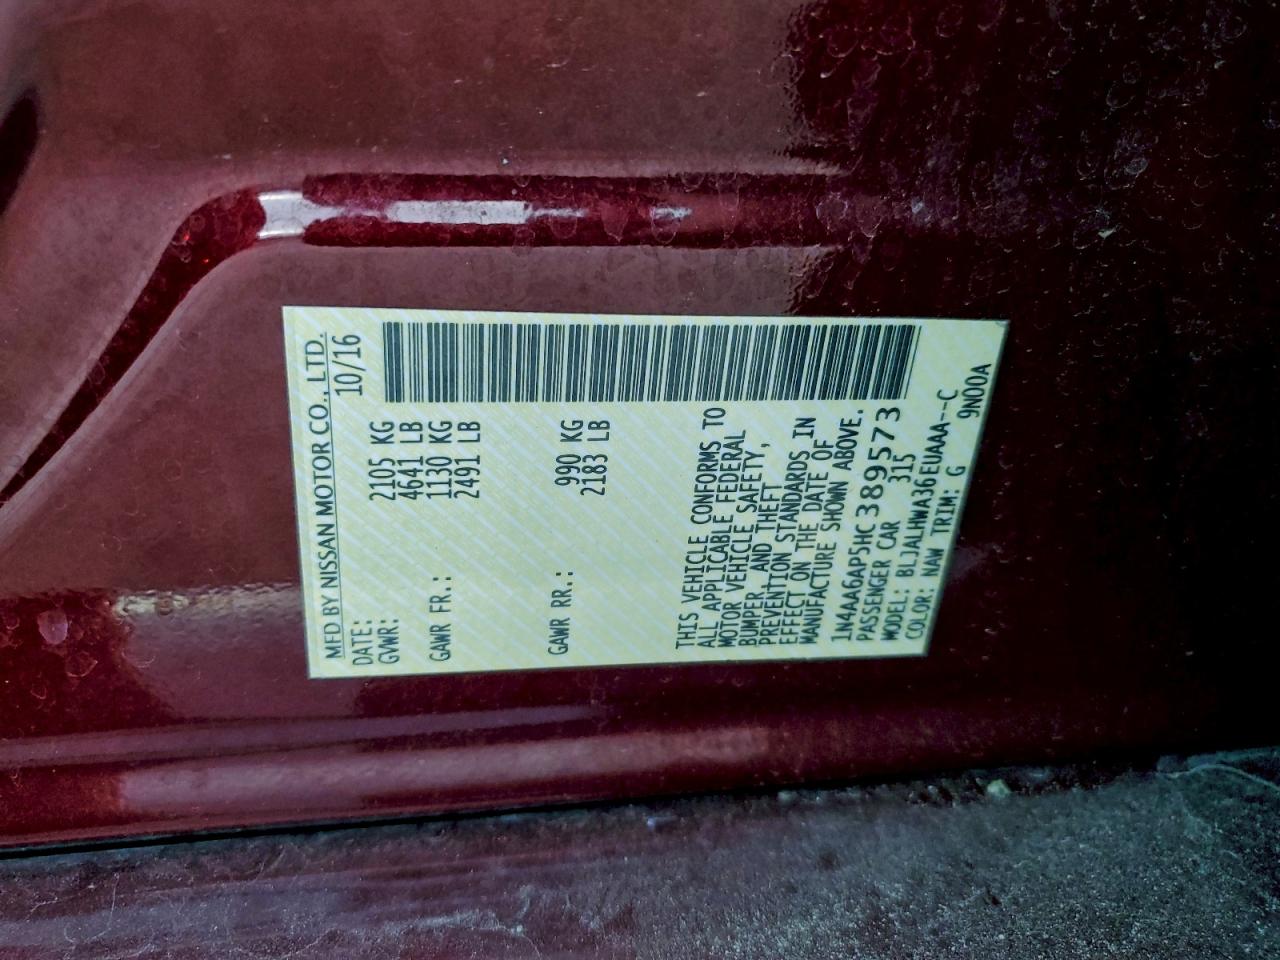 MFD BY NISSAN MOTOR CO., LTD.
DATE: 10/16
GVWR: 2105 KG
4641 LB
GAWR FR.: 1130 KG
2491 LB
GAWR RR.: 990 KG
2183 LB
THIS VEHICLE CONFORMS TO
ALL APPLICABLE FEDERAL
MOTOR VEHICLE SAFETY,
BUMPER, AND THEFT
PREVENTION STANDARDS IN
EFFECT ON THE DATE OF
MANUFACTURE SHOWN ABOVE.
1N4AA6AP5HC389573
PASSENGER CAR 315
MODEL: BLJALHWA36EUAAA--C
COLOR: NAW TRIM: G 9N00A